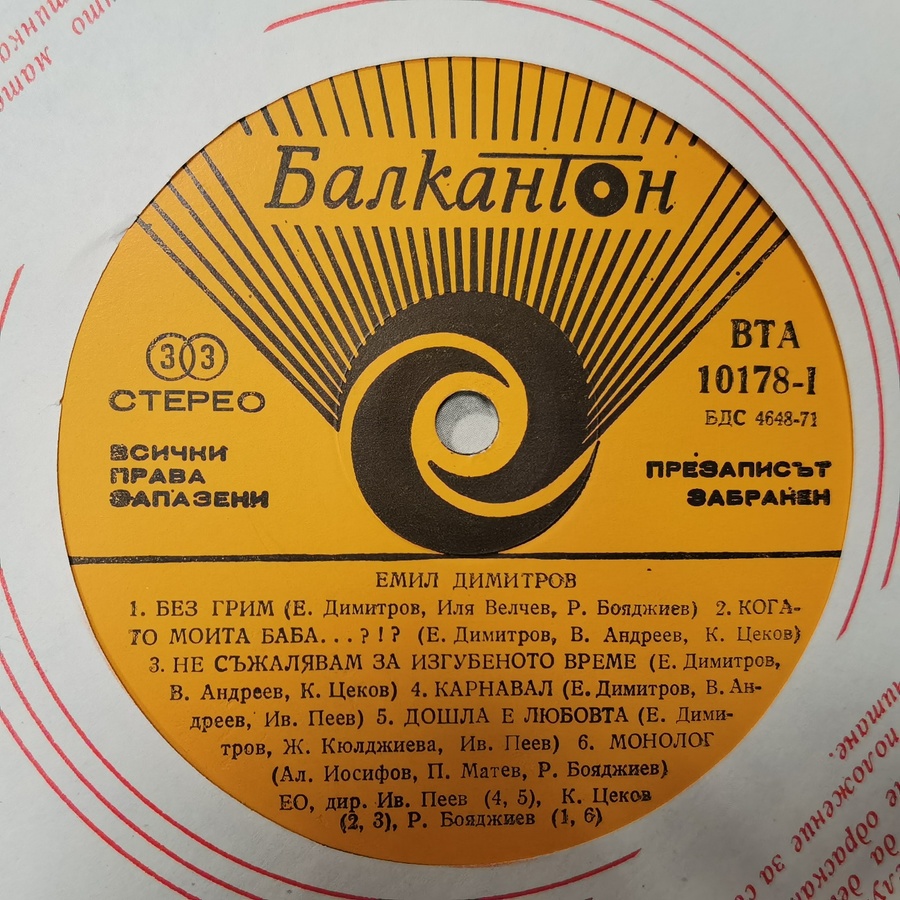 Балкантон
33
СТЕРЕО
ВСИЧКИ
ПРАВА
ЗАПАЗЕНИ
ВТА
10178-I
БДС 4648-71
ПРЕЗАПИСЪТ
ЗАБРАНЕН
ЕМИЛ ДИМИТРОВ
1. БЕЗ ГРИМ (Е. Димитров, Иля Велчев, Р. Бояджиев) 2. КОГА-
ТО МОИТА БАБА...?!? (Е. Димитров, В. Андреев, К. Цеков)
3. НЕ СЪЖАЛЯВАМ ЗА ИЗГУБЕНОТО ВРЕМЕ (Е. Димитров,
В. Андреев, К. Цеков) 4. КАРНАВАЛ (Е. Димитров, В. Ан-
дреев, Ив. Пеев) 5. ДОШЛА Е ЛЮБОВТА (Е. Дими-
тров, Ж. Кюлджиева, Ив. Пеев) 6. МОНОЛОГ
(Ал. Иосифов, П. Матев, Р. Бояджиев)
ЕО, дир. Ив. Пеев (4, 5), К. Цеков
(2, 3), Р. Бояджиев (1, 6)
положение за